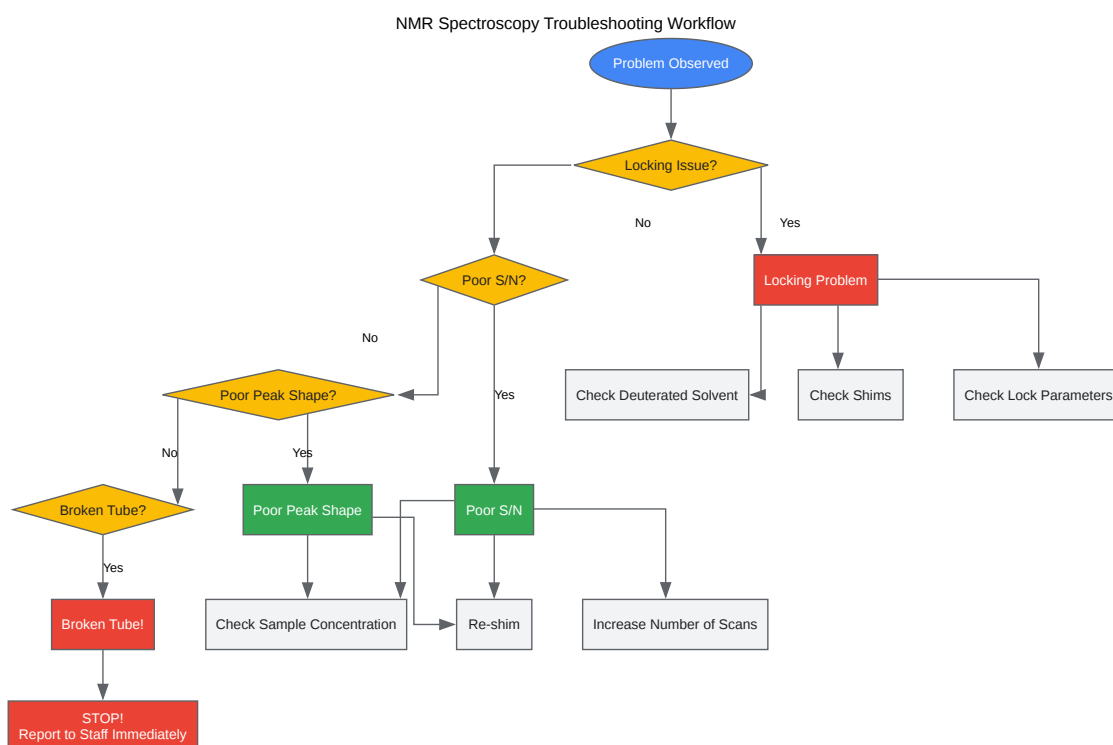 NMR Spectroscopy Troubleshooting Workflow
Problem Observed
Locking Issue?
No
Yes
Poor S/N?
Locking Problem
No
Poor Peak Shape?
Yes
Check Deuterated Solvent
Check Shims
Check Lock Parameters
No
Yes
Broken Tube?
Poor Peak Shape
Poor S/N
Yes
Broken Tube!
Check Sample Concentration
Re-shim
Increase Number of Scans
STOP!
Report to Staff Immediately